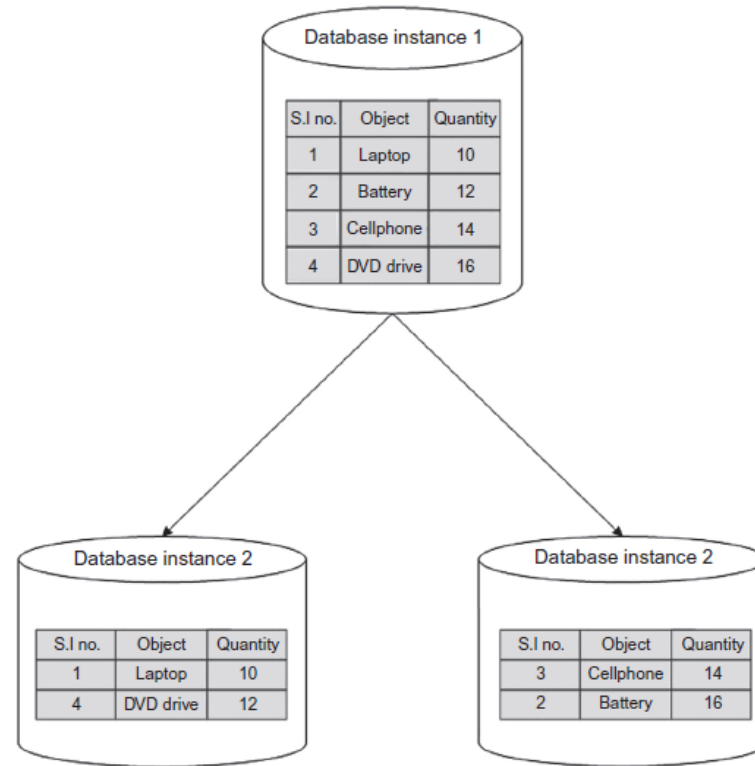 Database instance 1
S.I no. Object Quantity
1 Laptop 10
2 Battery 12
3 Cellphone 14
4 DVD drive 16
Database instance 2
S.I no. Object Quantity
1 Laptop 10
4 DVD drive 12
Database instance 2
S.I no. Object Quantity
3 Cellphone 14
2 Battery 16